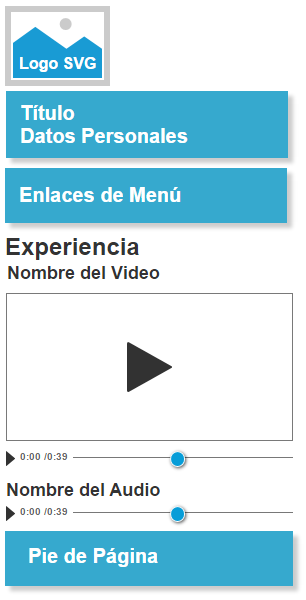 Logo SVG
Título
Datos Personales
Enlaces de Menú
Experiencia
Nombre del Video
0:00 /0:39
Nombre del Audio
0:00 /0:39
Pie de Página